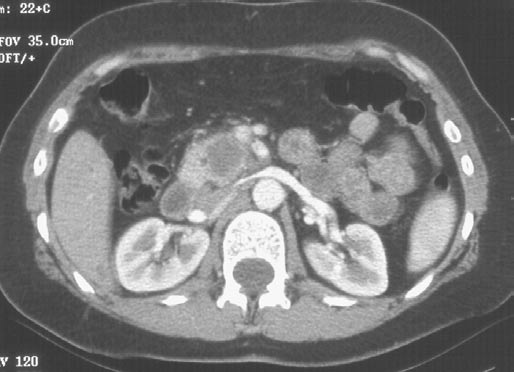 m: 22+C
FOV 35.0cm
OFT/+
V 120